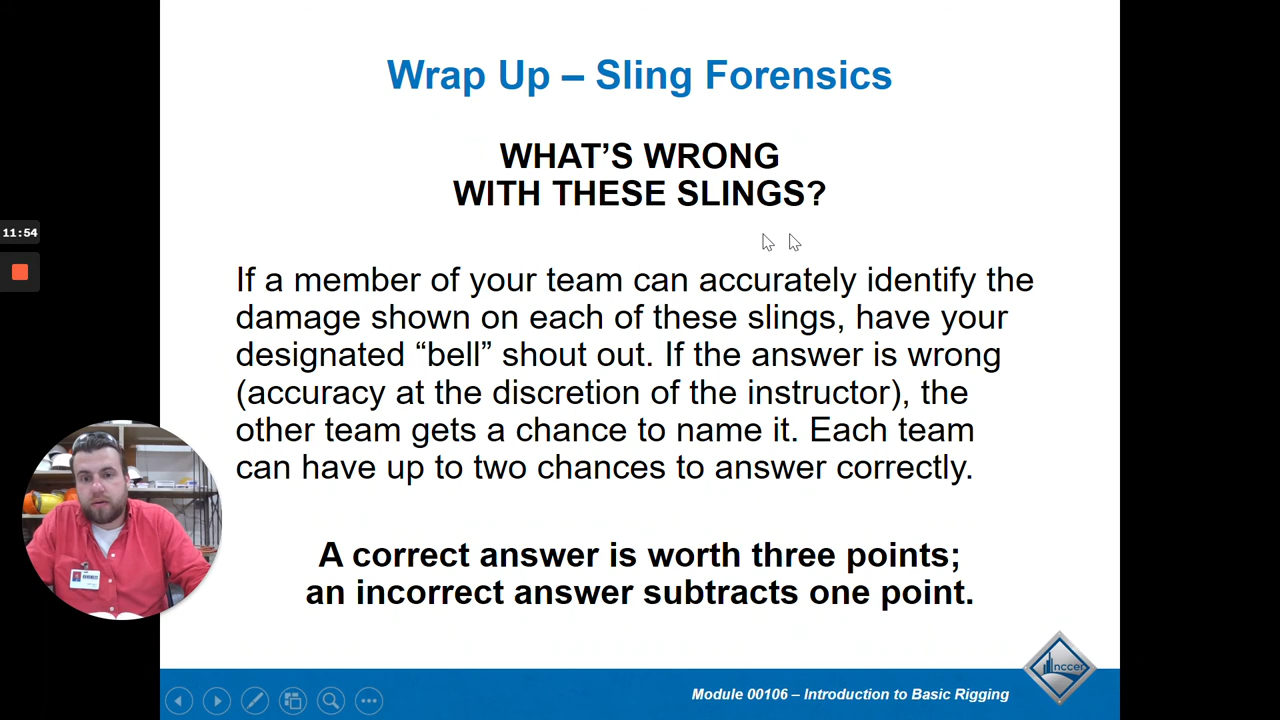 Wrap Up – Sling Forensics
WHAT’S WRONG
WITH THESE SLINGS?
11:54
If a member of your team can accurately identify the
damage shown on each of these slings, have your
designated “bell” shout out. If the answer is wrong
(accuracy at the discretion of the instructor), the
other team gets a chance to name it. Each team
can have up to two chances to answer correctly.
A correct answer is worth three points;
an incorrect answer subtracts one point.
nccer
Module 00106 – Introduction to Basic Rigging